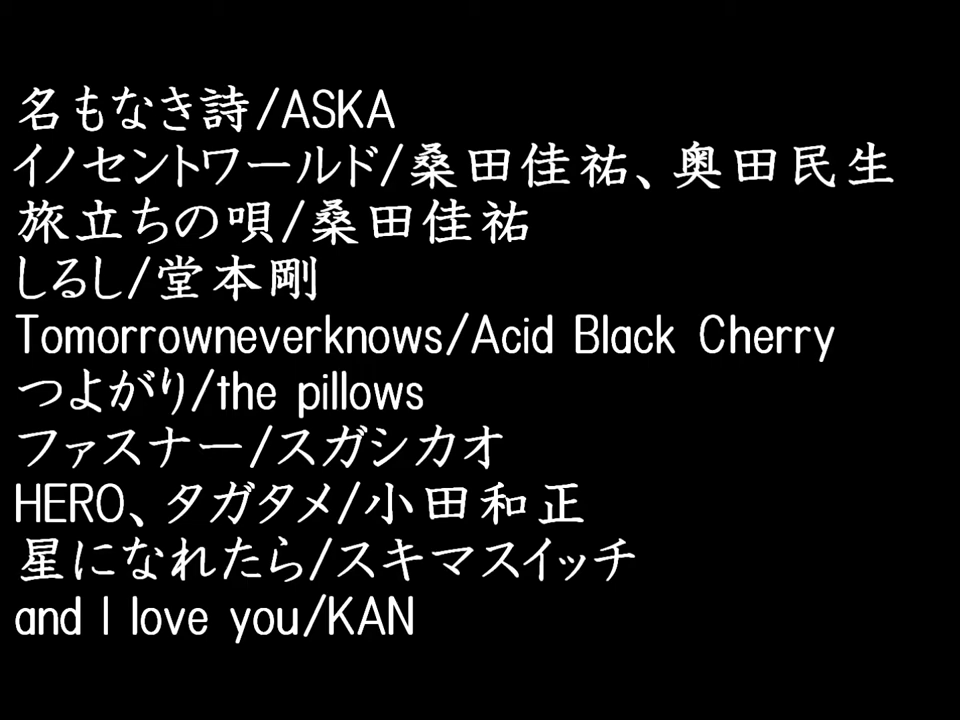 名もなき詩/ASKA
イノセントワールド/桑田佳祐、奥田民生
旅立ちの唄/桑田佳祐
しるし/堂本剛
Tomorrowneverknows/Acid Black Cherry
つよがり/the pillows
ファスナー/スガシカオ
HERO、タガタメ/小田和正
星になれたら/スキマスイッチ
and I love you/KAN